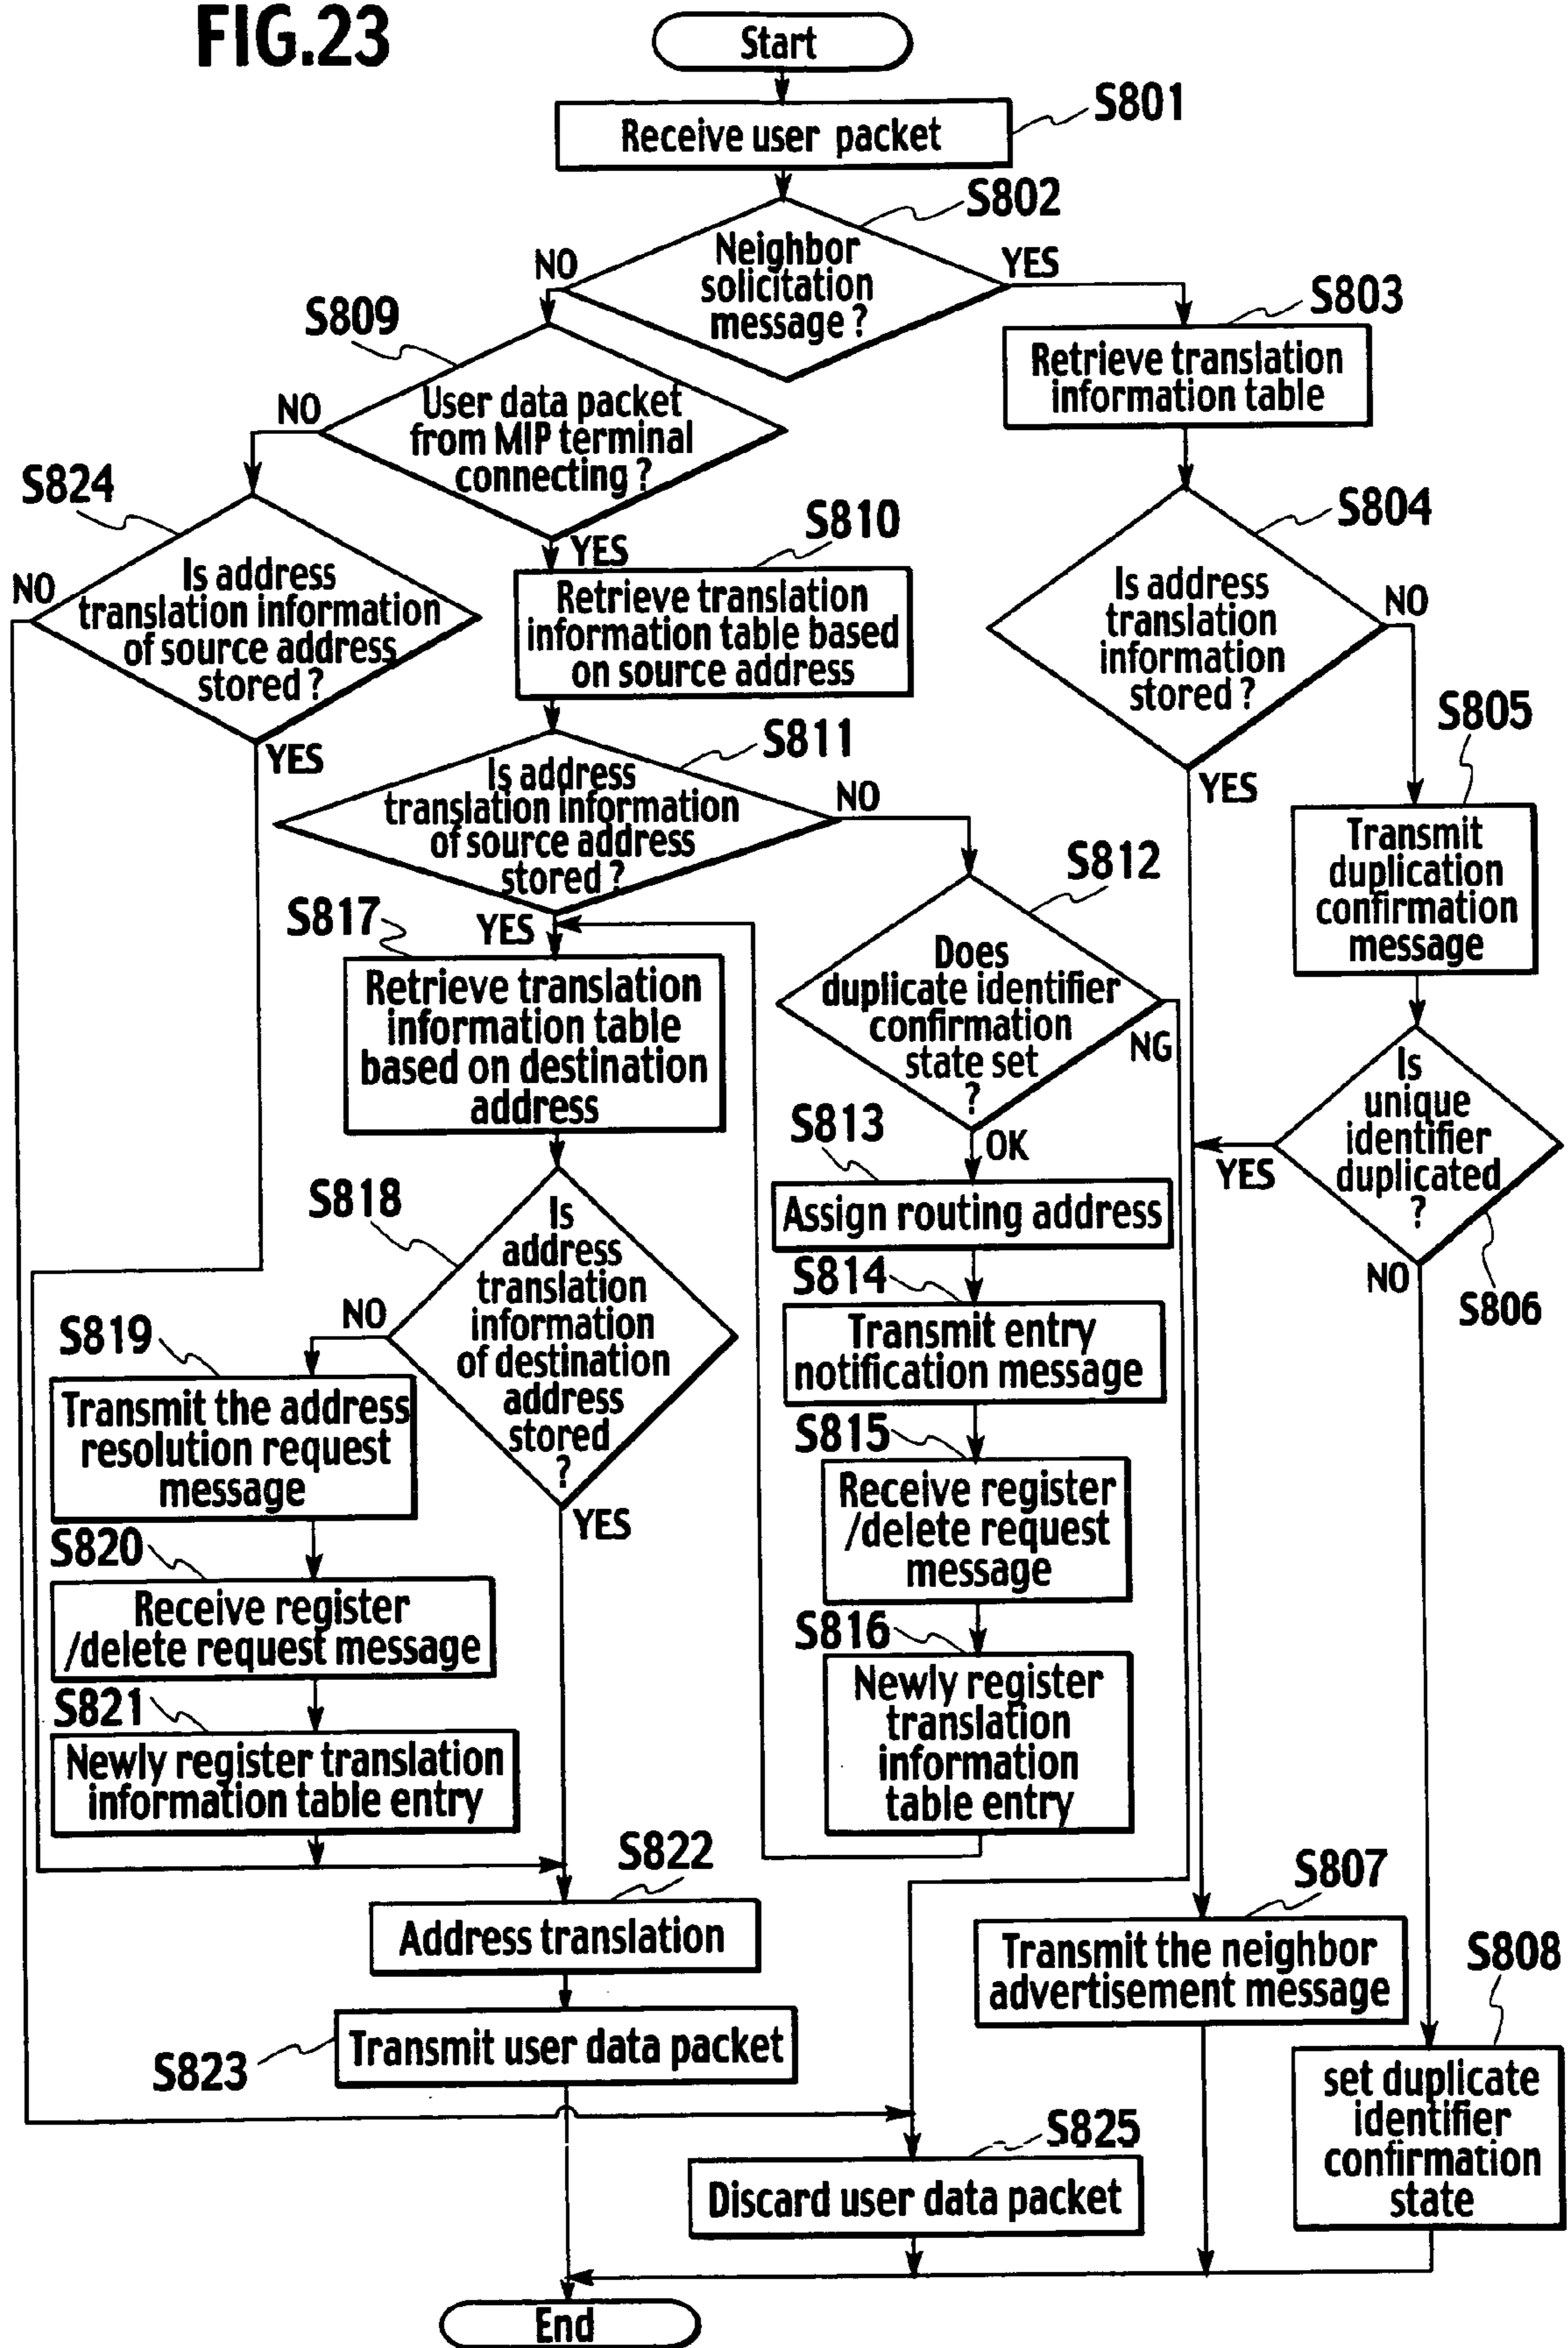 FIG.23
Start
S801
Receive user packet
S802
Neighbor
solicitation
message ?
NO
YES
S803
Retrieve translation
information table
S809
User data packet
from MIP terminal
connecting ?
NO
YES
S824
Is address
translation information
of source address
stored ?
NO
YES
S810
Retrieve translation
information table based
on source address
S804
Is address
translation
information
stored ?
NO
YES
S805
Transmit
duplication
confirmation
message
S811
Is address
translation information
of source address
stored ?
NO
YES
S812
Does
duplicate identifier
confirmation
state set
?
NG
OK
S817
Retrieve translation
information table
based on destination
address
Is
unique
identifier
duplicated
?
YES
NO
S806
S813
Assign routing address
S818
Is
address
translation
information
of destination
address
stored
?
NO
YES
S814
Transmit entry
notification message
S819
Transmit the address
resolution request
message
S815
Receive register
/delete request
message
S820
Receive register
/delete request message
S816
Newly register
translation
information
table entry
S821
Newly register translation
information table entry
S822
Address translation
S807
Transmit the neighbor
advertisement message
S808
set duplicate
identifier
confirmation
state
S823
Transmit user data packet
S825
Discard user data packet
End